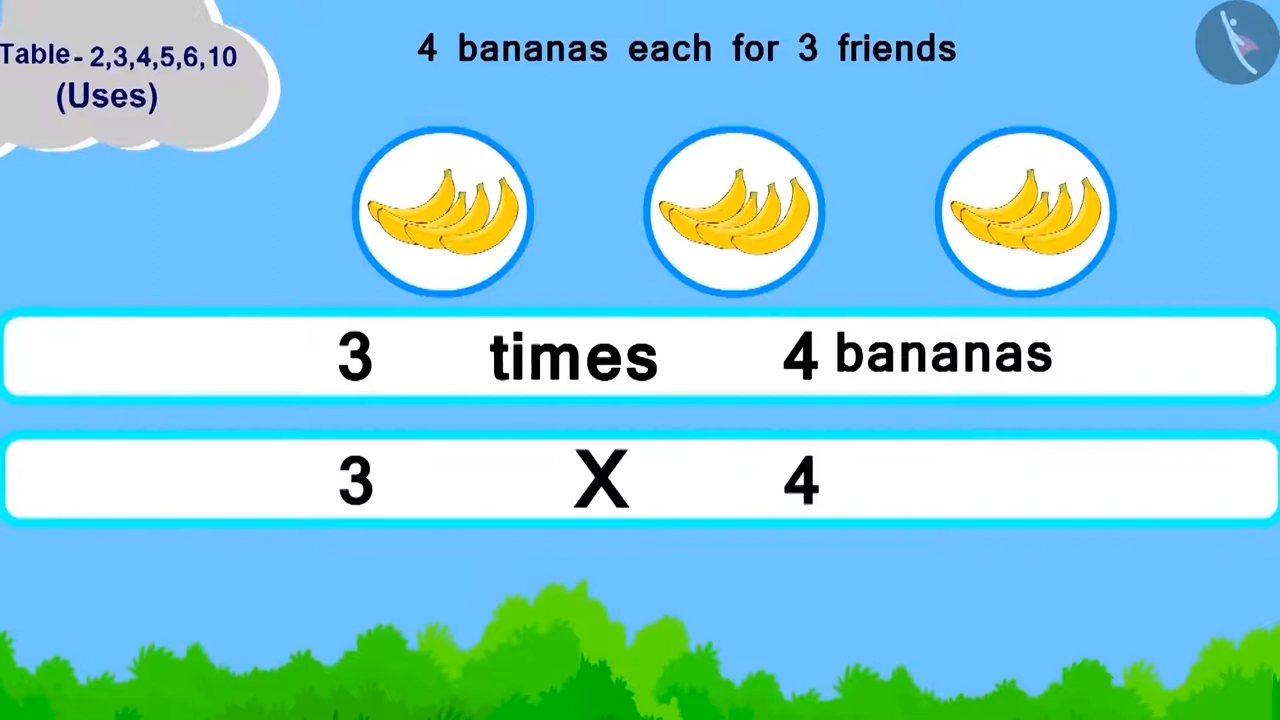 Table - 2,3,4,5,6,10
(Uses)
4 bananas each for 3 friends
3 times 4 bananas
3 X 4